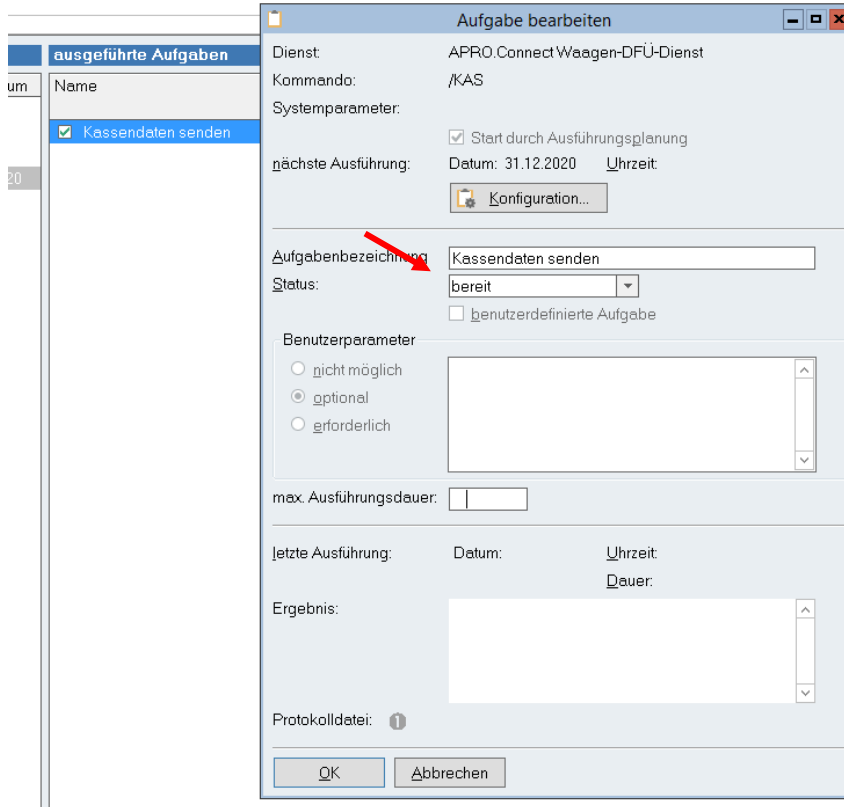 Aufgabe bearbeiten
ausgeführte Aufgaben
um
Name
Kassendaten senden
20
Dienst: APRO.Connect Waagen-DFÜ-Dienst
Kommando: /KAS
Systemparameter:
Start durch Ausführungsplanung
nächste Ausführung: Datum: 31.12.2020 Uhrzeit:
Konfiguration...
Aufgabenbezeichnung Kassendaten senden
Status: bereit
benutzerdefinierte Aufgabe
Benutzerparameter
nicht möglich
optional
erforderlich
max. Ausführungsdauer:
letzte Ausführung: Datum: Uhrzeit:
Dauer:
Ergebnis:
Protokolldatei: 1
OK Abbrechen